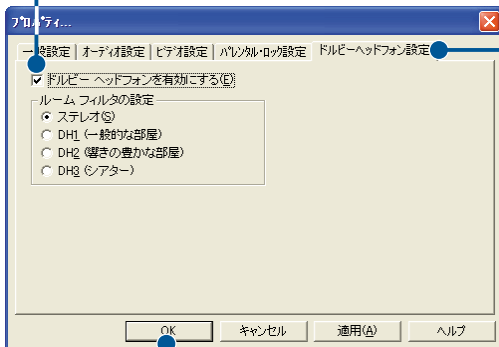 プロパティ...
一般設定 オーディオ設定 ビデオ設定 パレンタル・ロック設定 ドルビーヘッドフォン設定
ドルビー ヘッドフォンを有効にする(E)
ルーム フィルタの設定
ステレオ(S)
DH1 (一般的な部屋)
DH2 (響きの豊かな部屋)
DH3 (シアター)
OK キャンセル 適用(A) ヘルプ